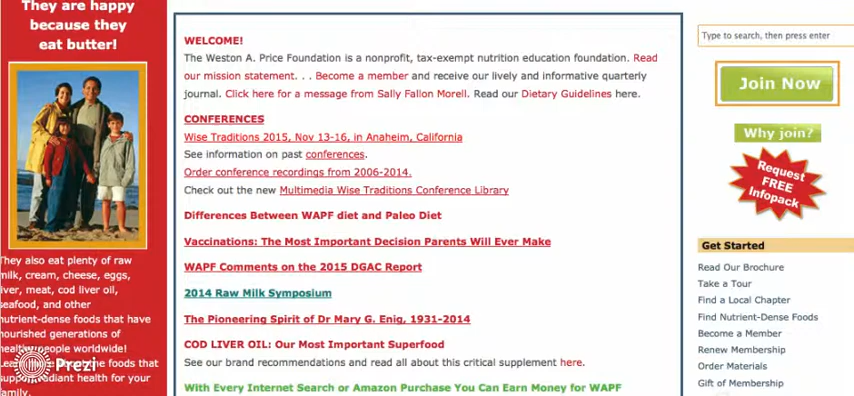 They are happy
because they
eat butter!
They also eat plenty of raw
milk, cream, cheese, eggs,
liver, meat, cod liver oil,
seafood, and other
nutrient-dense foods that have
nourished generations of
healthy people worldwide!
the foods that
radiant health for your
family.
Prezi
WELCOME!
The Weston A. Price Foundation is a nonprofit, tax-exempt nutrition education foundation. Read
our mission statement. . . Become a member and receive our lively and informative quarterly
journal. Click here for a message from Sally Fallon Morell. Read our Dietary Guidelines here.
CONFERENCES
Wise Traditions 2015, Nov 13-16, in Anaheim, California
See information on past conferences.
Order conference recordings from 2006-2014.
Check out the new Multimedia Wise Traditions Conference Library
Differences Between WAPF diet and Paleo Diet
Vaccinations: The Most Important Decision Parents Will Ever Make
WAPF Comments on the 2015 DGAC Report
2014 Raw Milk Symposium
The Pioneering Spirit of Dr Mary G. Enig, 1931-2014
COD LIVER OIL: Our Most Important Superfood
See our brand recommendations and read all about this critical supplement here.
With Every Internet Search or Amazon Purchase You Can Earn Money for WAPF
Type to search, then press enter
Join Now
Why join?
Request
FREE
Infopack
Get Started
Read Our Brochure
Take a Tour
Find a Local Chapter
Find Nutrient-Dense Foods
Become a Member
Renew Membership
Order Materials
Gift of Membership